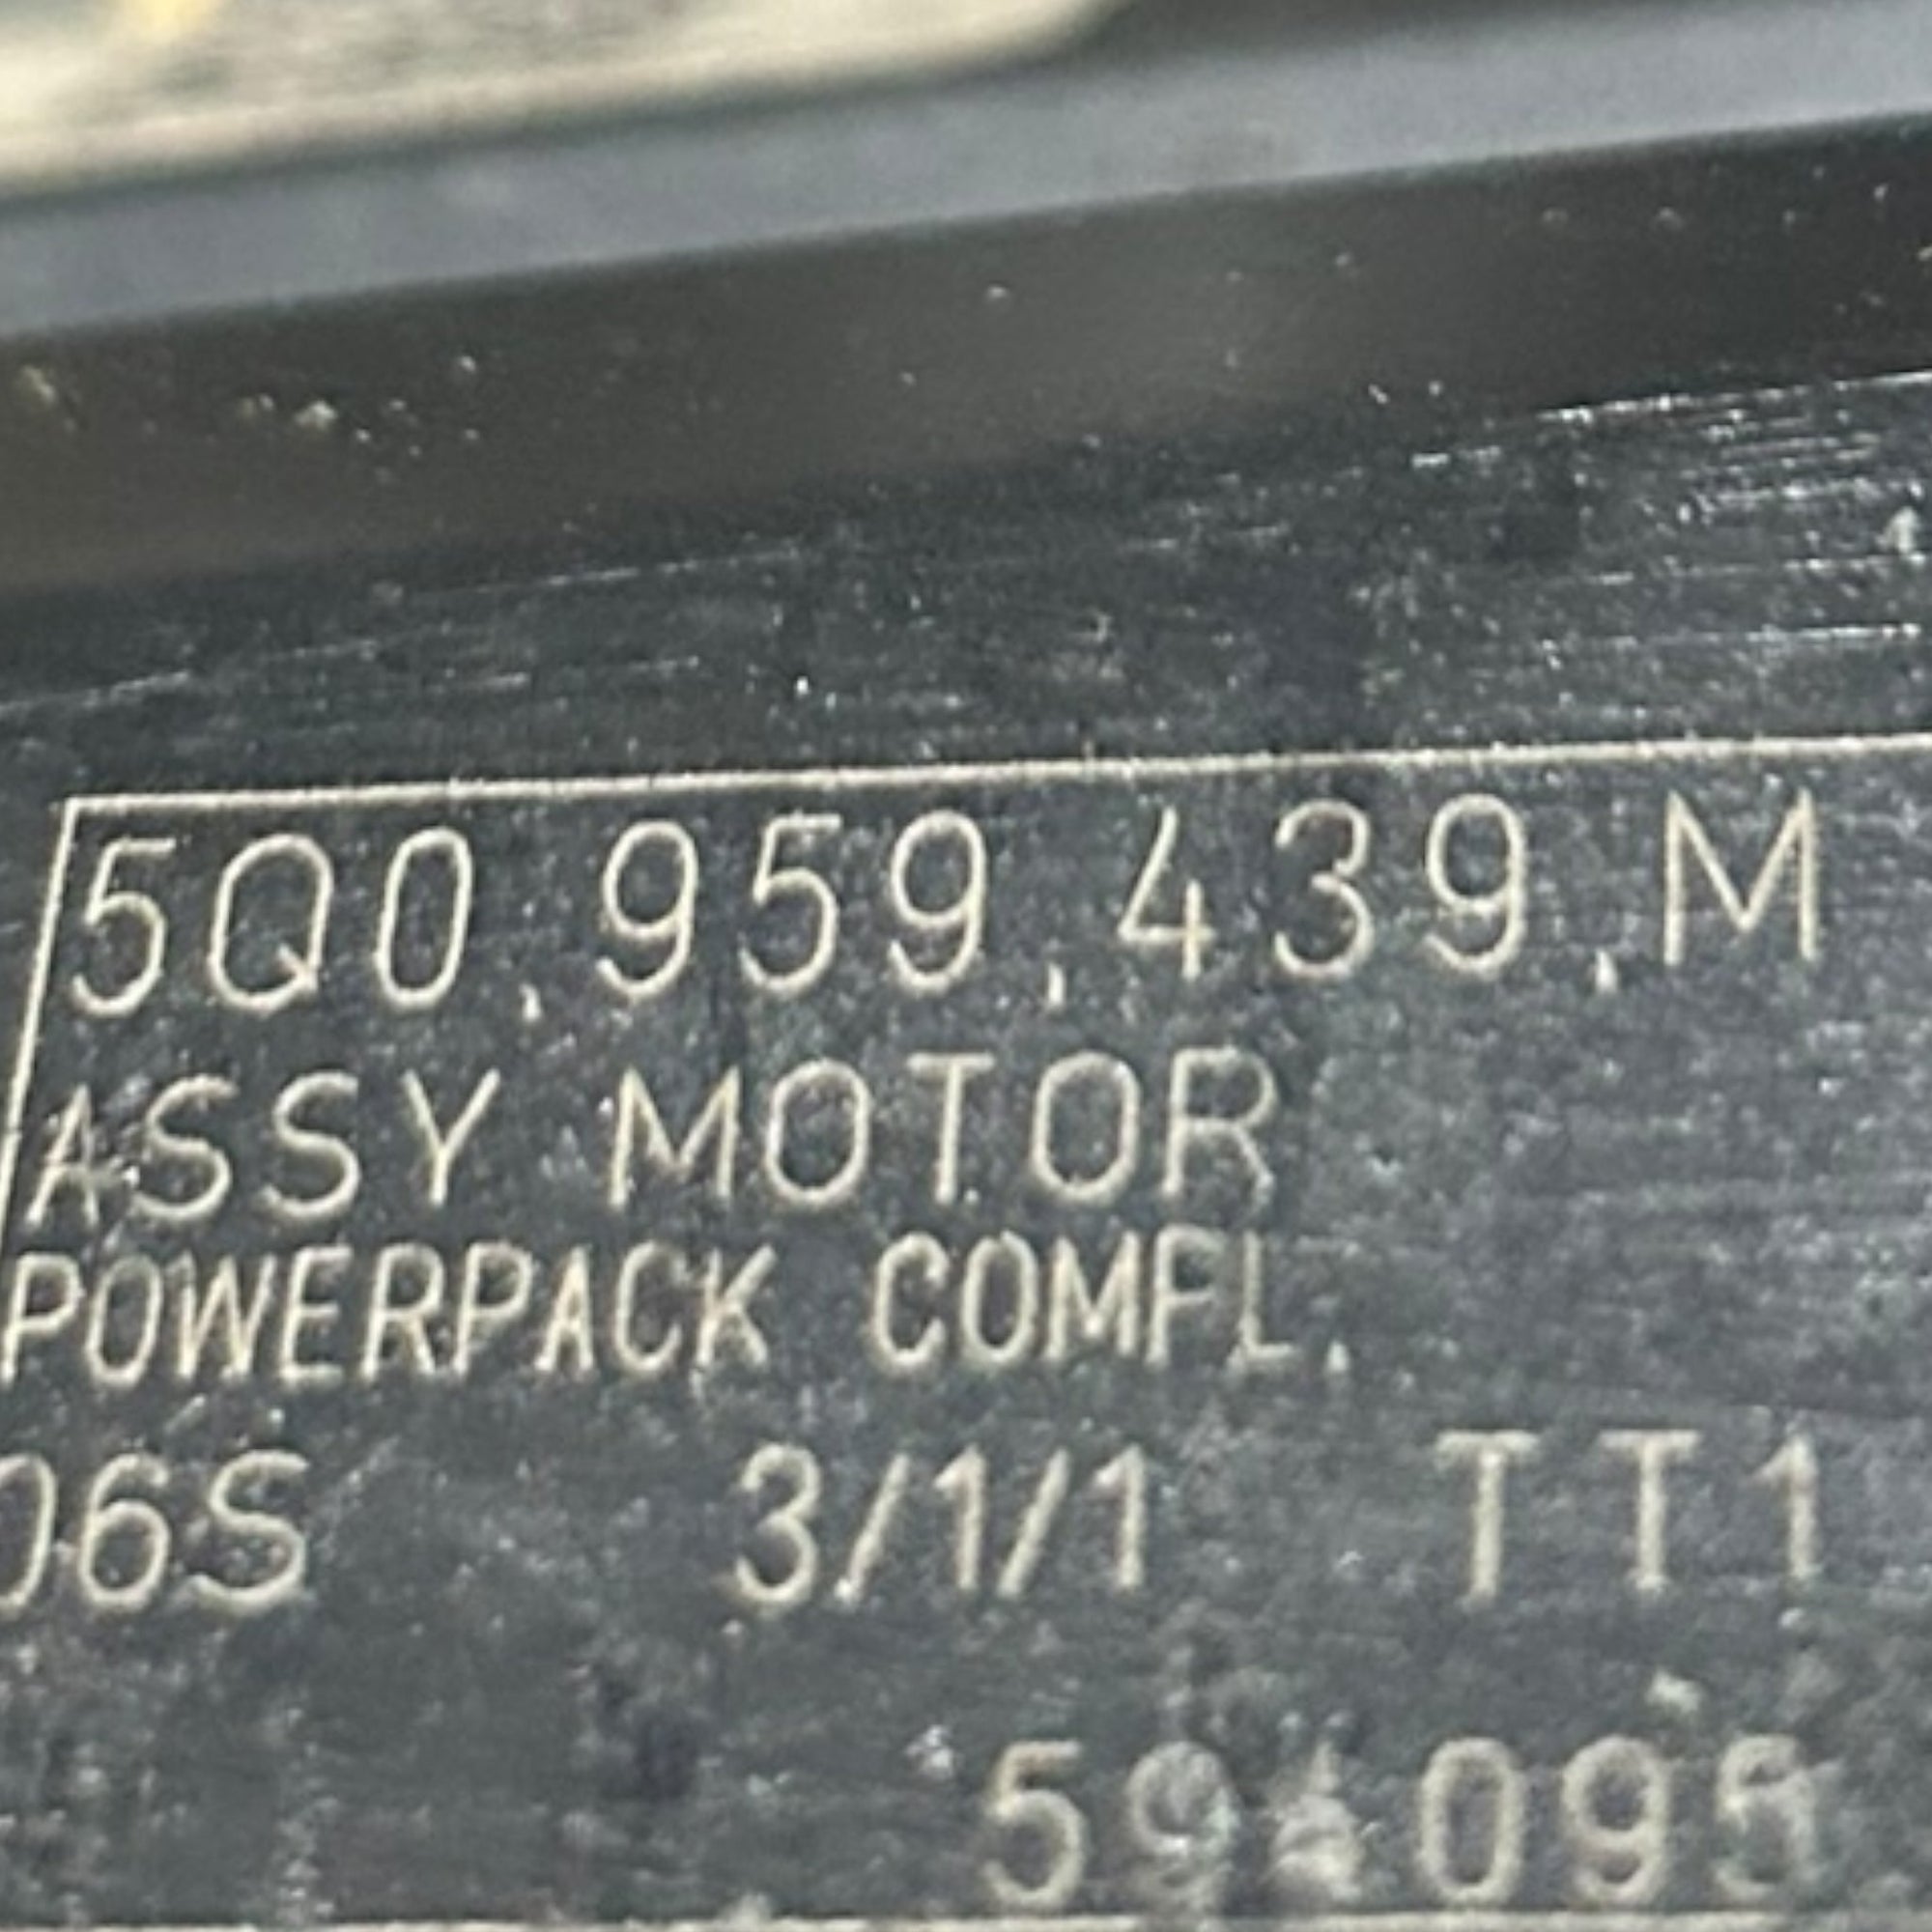 5Q0.959.439.M
ASSY MOTOR
POWERPACK COMPL.
06S 3/1/1 TT1